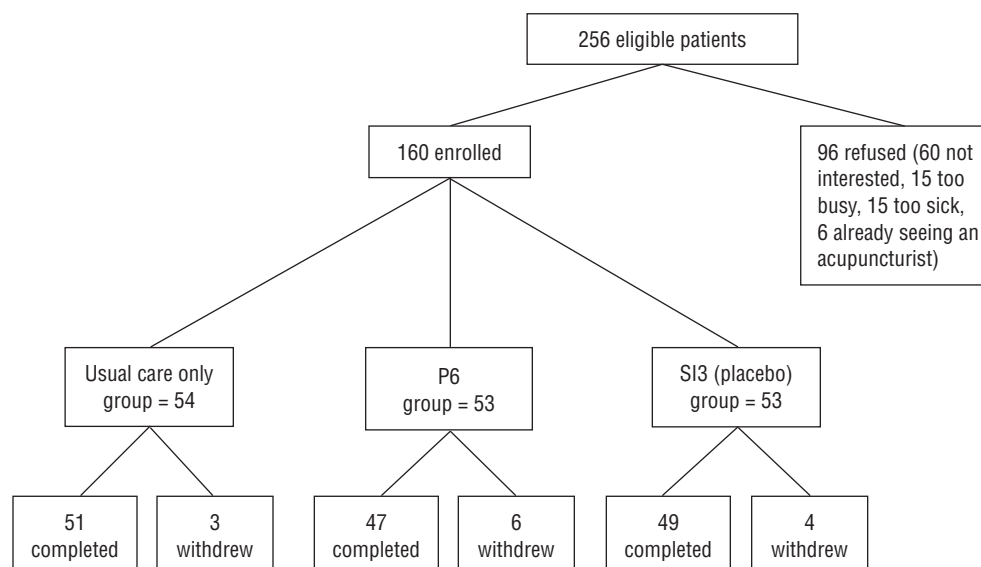 256 eligible patients
160 enrolled
96 refused (60 not
interested, 15 too
busy, 15 too sick,
6 already seeing an
acupuncturist)
Usual care only
group = 54
P6
group = 53
SI3 (placebo)
group = 53
51
completed
3
withdrew
47
completed
6
withdrew
49
completed
4
withdrew